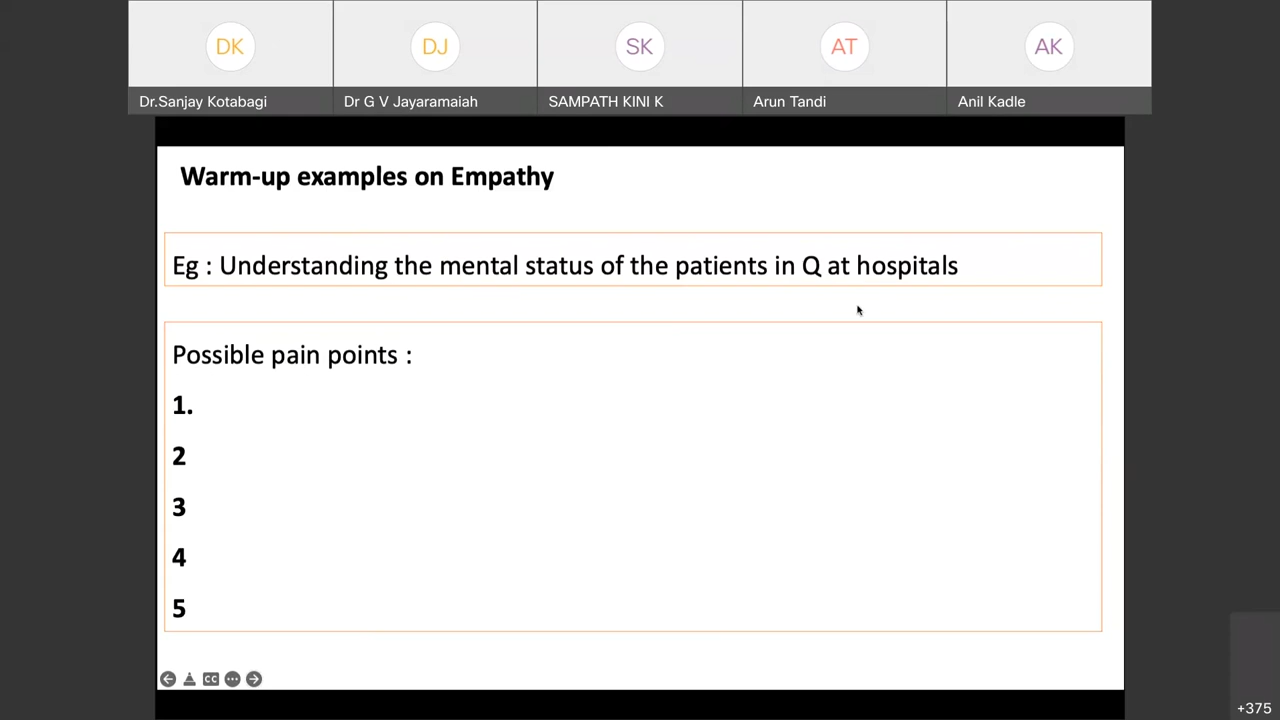 DK
DJ
SK
AT
AK
Dr.Sanjay Kotabagi
Dr G V Jayaramaiah
SAMPATH KINI K
Arun Tandi
Anil Kadle
Warm-up examples on Empathy
Eg : Understanding the mental status of the patients in Q at hospitals
Possible pain points :
1.
2
3
4
5
CC
+375